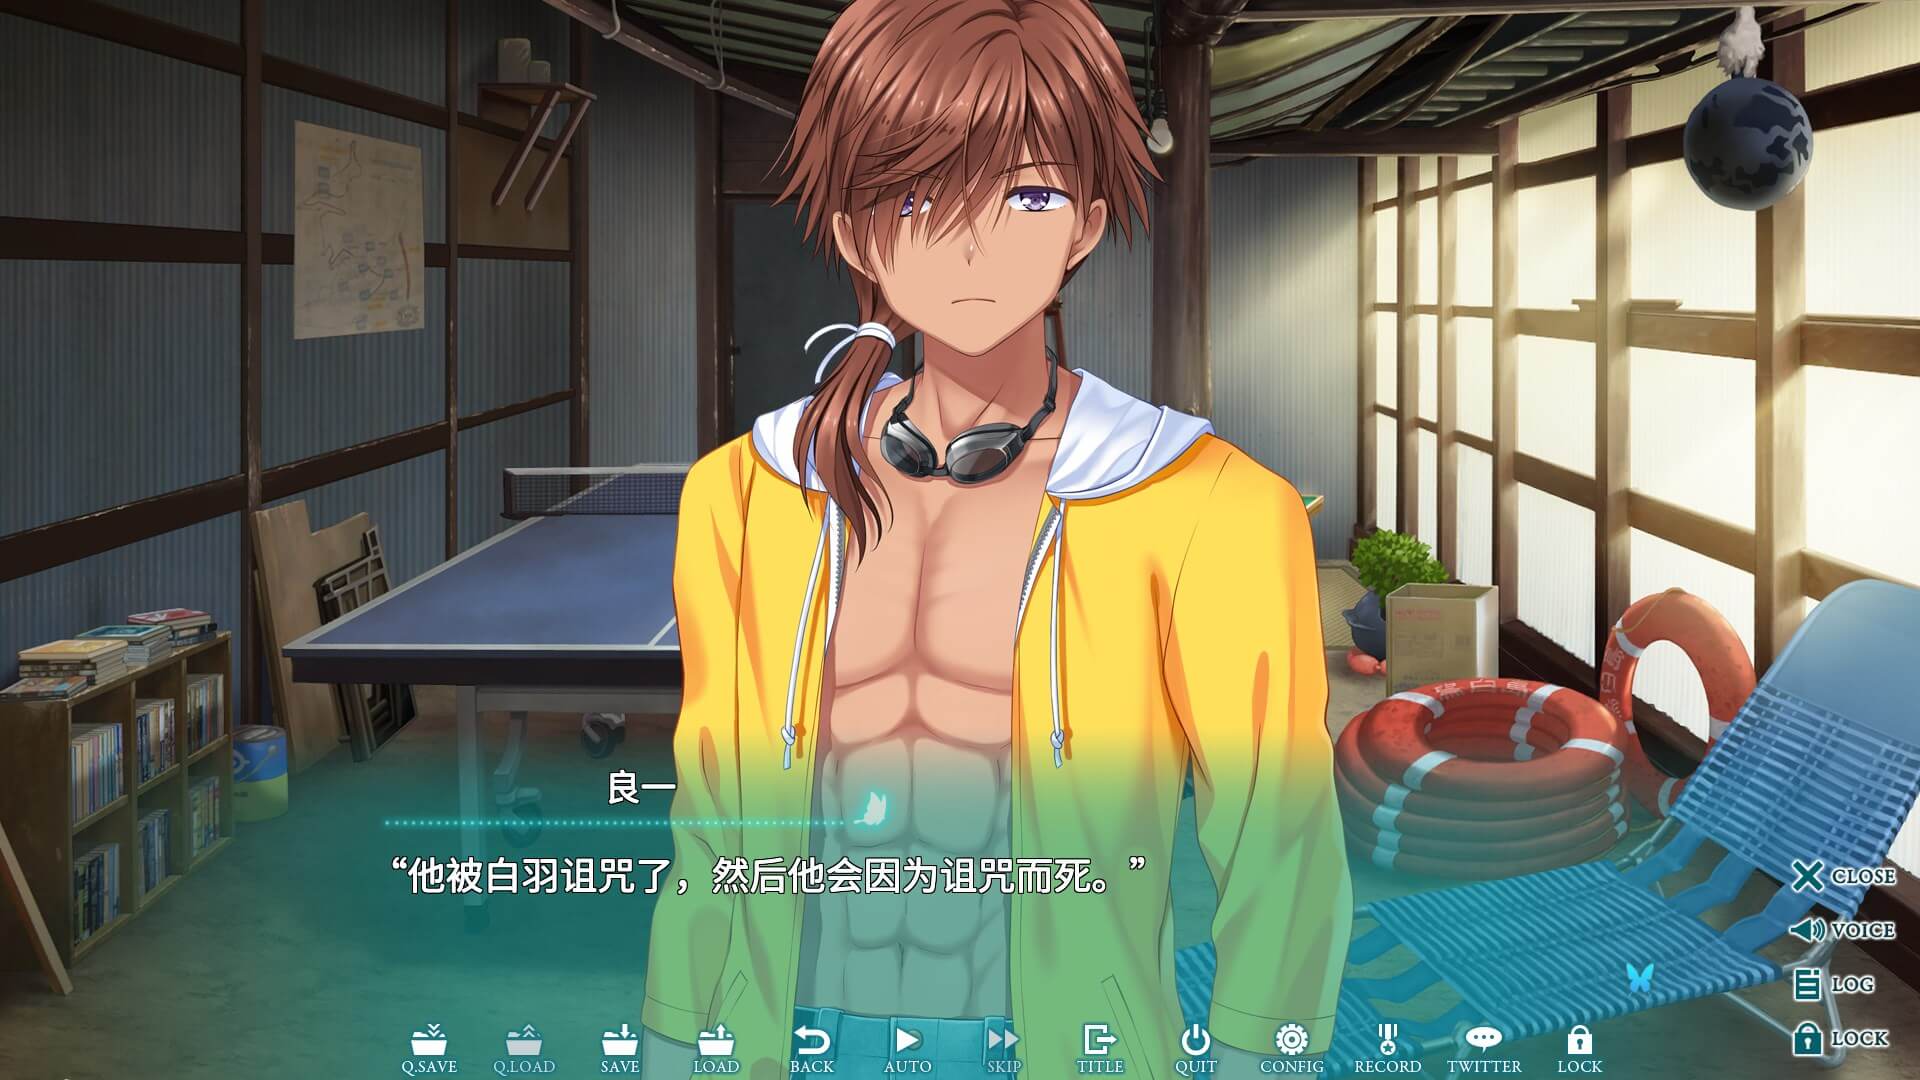 良一
“他被白羽诅咒了，然后他会因为诅咒而死。”
CLOSE
VOICE
LOG
LOCK
Q.SAVE
Q.LOAD
SAVE
LOAD
BACK
AUTO
SKIP
TITLE
QUIT
CONFIG
RECORD
TWITTER
LOCK